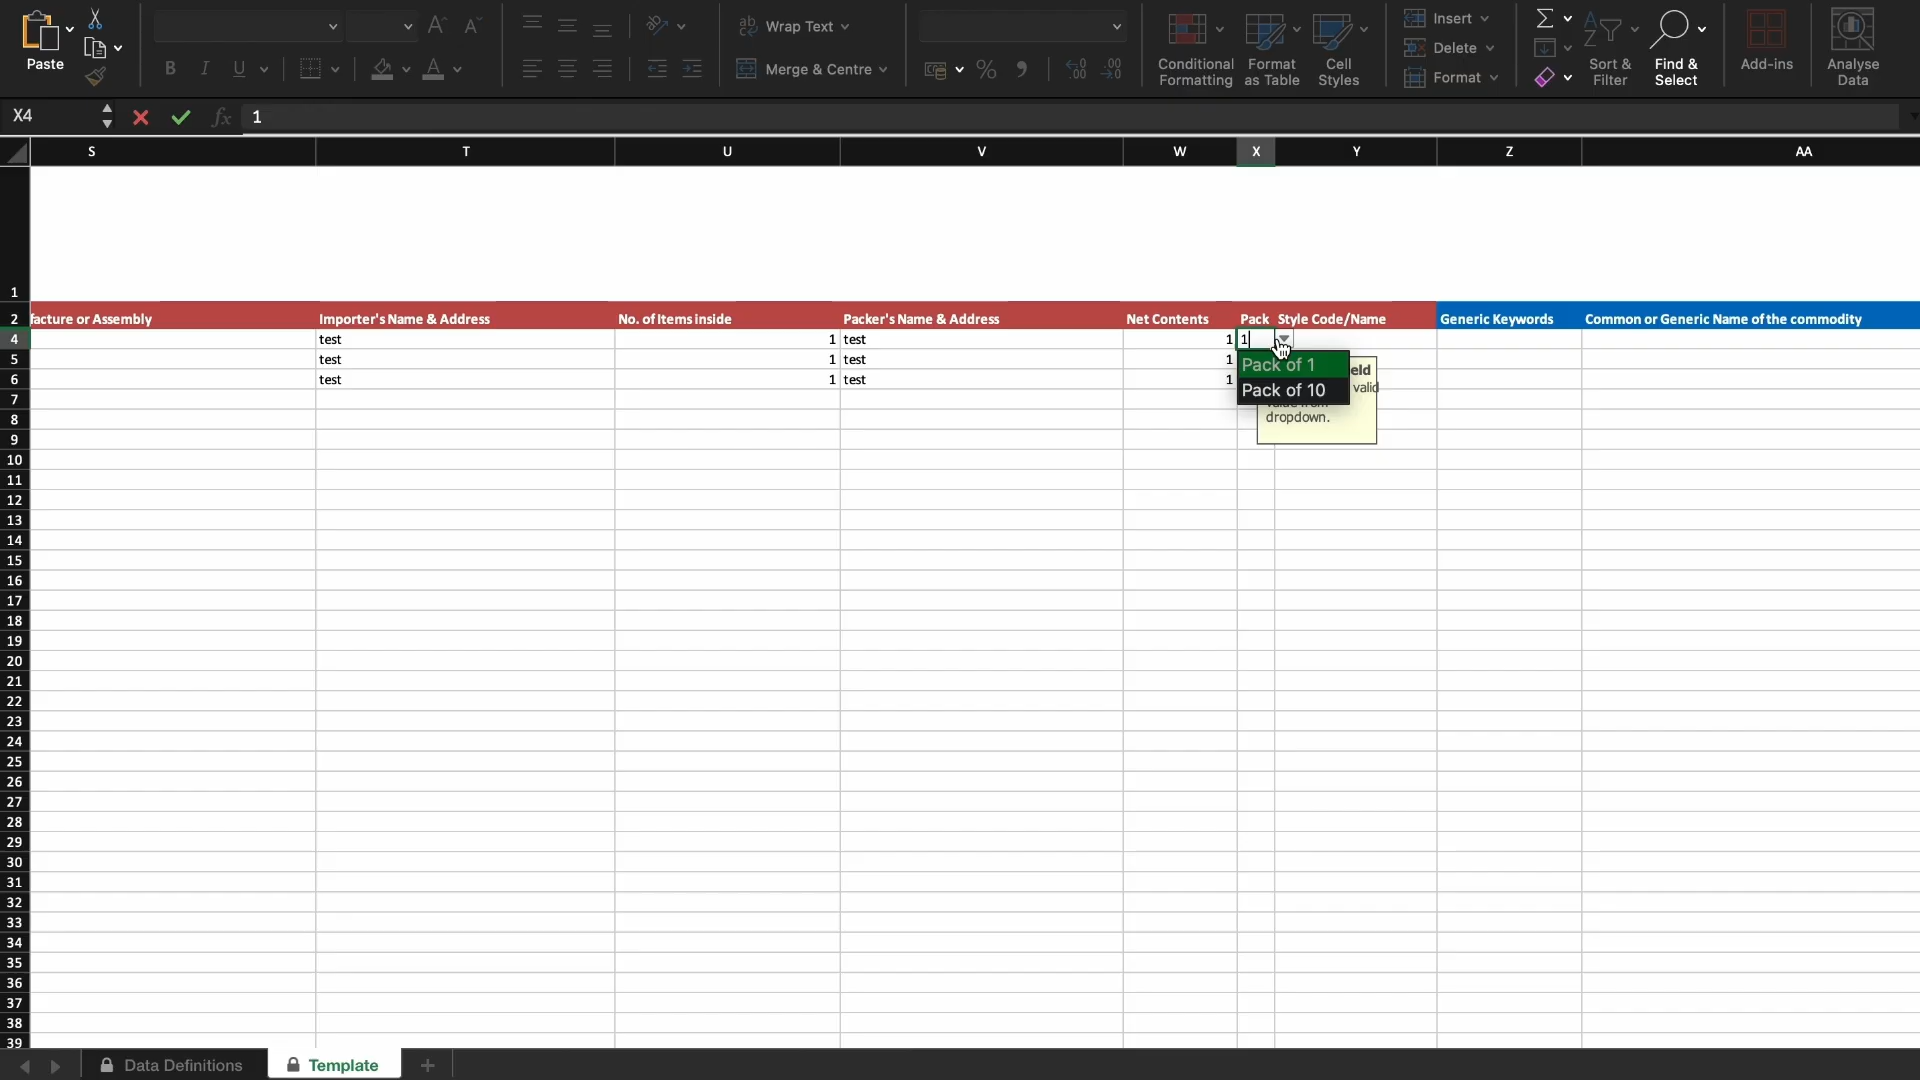 Paste
Wrap Text
Merge & Centre
Conditional Formatting
Format as Table
Cell Styles
Insert
Delete
Format
Sort & Filter
Find & Select
Add-ins
Analyse Data
X4 fx 1
S T U V W X Y Z AA
1
2 facture or Assembly Importer's Name & Address No. of Items inside Packer's Name & Address Net Contents Pack Style Code/Name Generic Keywords Common or Generic Name of the commodity
4 test 1 test 1 1
5 test 1 test 1
6 test 1 test 1
Pack of 1
Pack of 10
eld
valid
dropdown.
7
8
9
10
11
12
13
14
15
16
17
18
19
20
21
22
23
24
25
26
27
28
29
30
31
32
33
34
35
36
37
38
39
Data Definitions Template